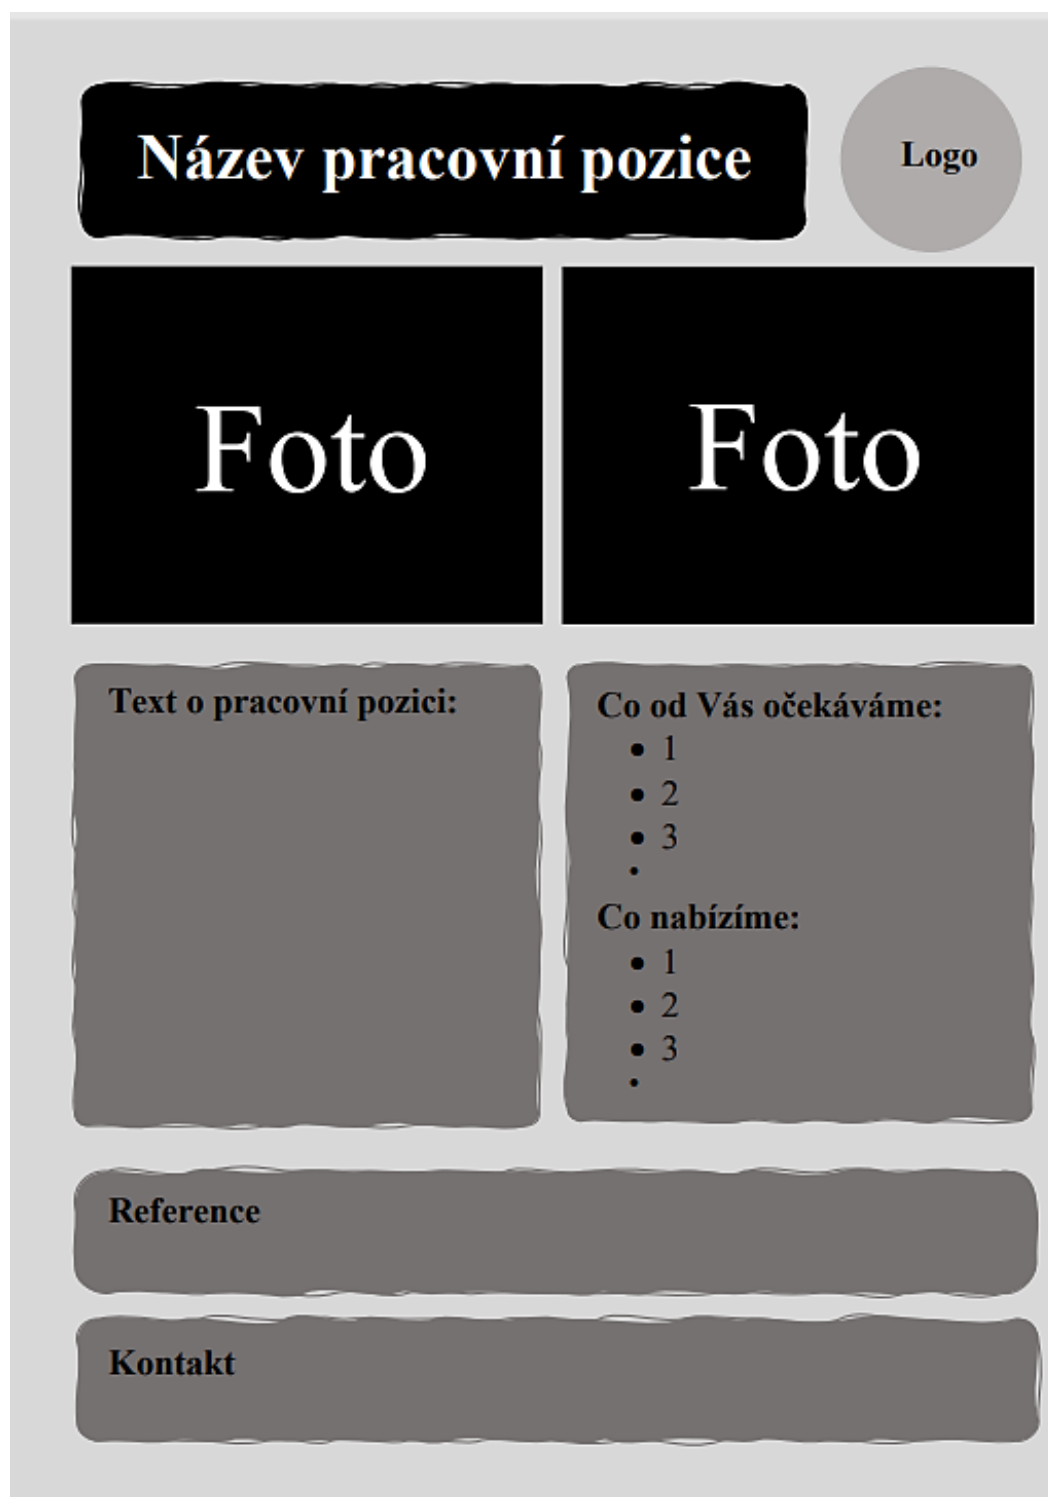 Název pracovní pozice
Logo
Foto
Foto
Text o pracovní pozici:
Co od Vás očekáváme:
• 1
• 2
• 3
•
Co nabízíme:
• 1
• 2
• 3
•
Reference
Kontakt